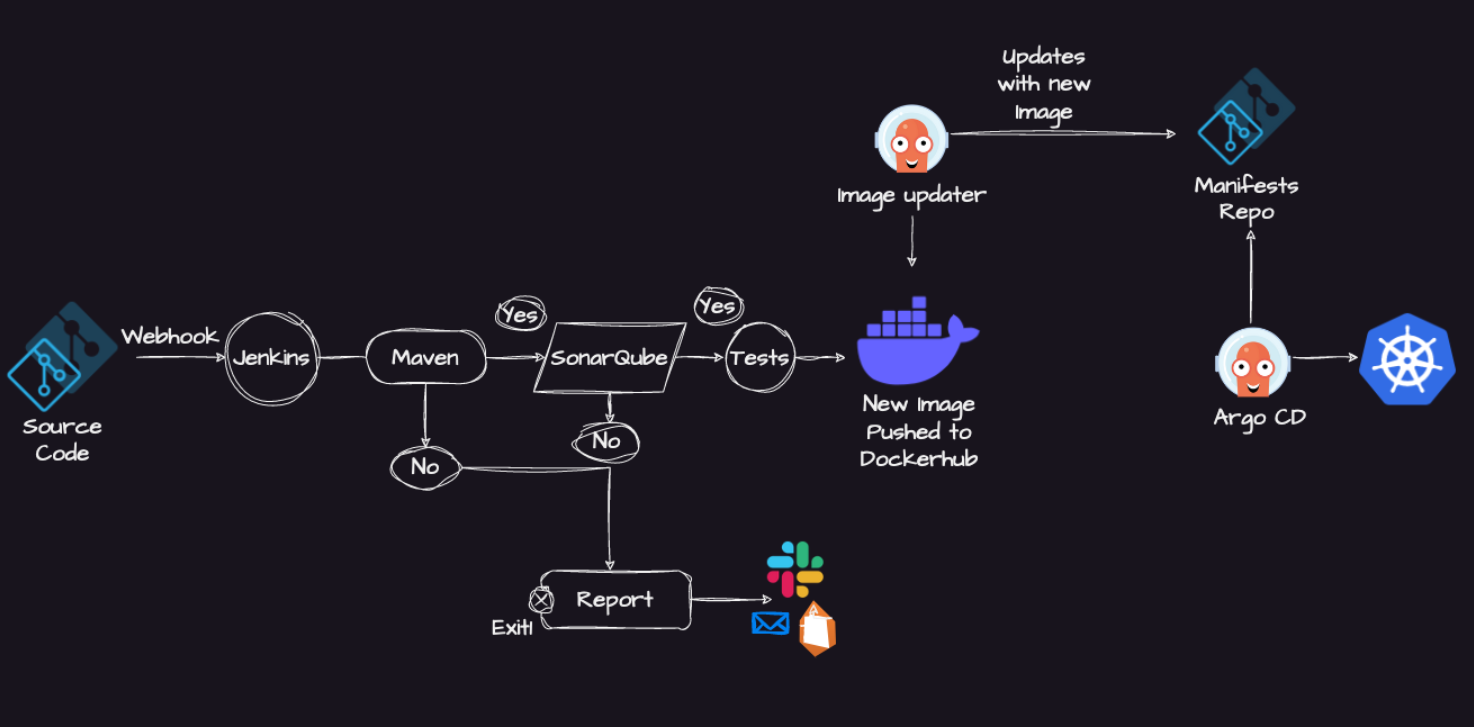 Updates
with new
Image
Image updater
Manifests
Repo
Webhook
Yes
Yes
Jenkins
Maven
SonarQube
Tests
Source
Code
New Image
Pushed to
Dockerhub
Argo CD
No
No
Report
Exit!